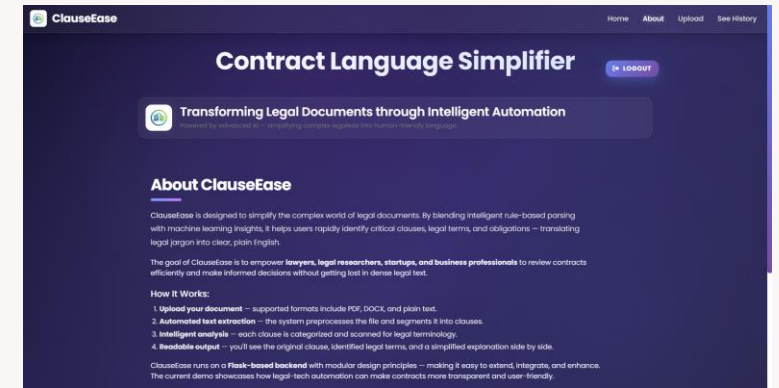 ClauseEase
Home About Upload See History
Contract Language Simplifier
LOGOUT
Transforming Legal Documents through Intelligent Automation
Powered by advanced AI — simplifying complex legalese into human-friendly language.
About ClauseEase
ClauseEase is designed to simplify the complex world of legal documents. By blending intelligent rule-based parsing
with machine learning insights, it helps users rapidly identify critical clauses, legal terms, and obligations — translating
legal jargon into clear, plain English.
The goal of ClauseEase is to empower lawyers, legal researchers, startups, and business professionals to review contracts
efficiently and make informed decisions without getting lost in dense legal text.
How It Works:
1. Upload your document — supported formats include PDF, DOCX, and plain text.
2. Automated text extraction — the system preprocesses the file and segments it into clauses.
3. Intelligent analysis — each clause is categorized and scanned for legal terminology.
4. Readable output — you'll see the original clause, identified legal terms, and a simplified explanation side by side.
ClauseEase runs on a Flask-based backend with modular design principles — making it easy to extend, integrate, and enhance.
The current demo showcases how legal-tech automation can make contracts more transparent and user-friendly.